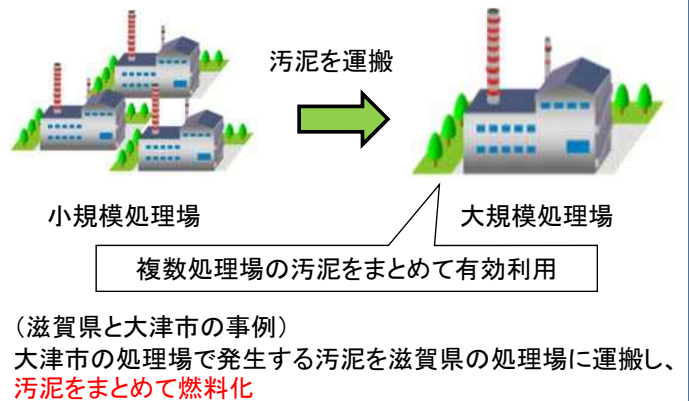 汚泥を運搬
小規模処理場
大規模処理場
複数処理場の汚泥をまとめて有効利用
（滋賀県と大津市の事例）
大津市の処理場で発生する汚泥を滋賀県の処理場に運搬し、
汚泥をまとめて燃料化